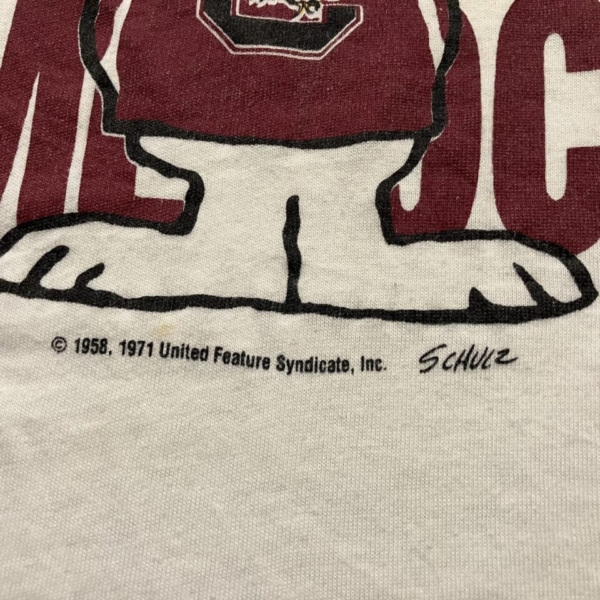 © 1958, 1971 United Feature Syndicate, Inc. SCHULZ